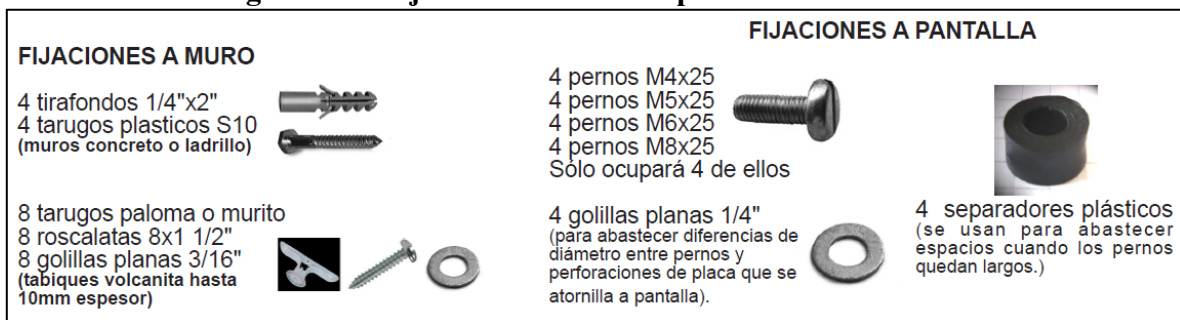 FIJACIONES A MURO
4 tirafondos 1/4"x2"
4 tarugos plasticos S10
(muros concreto o ladrillo)
8 tarugos paloma o murito
8 roscalatas 8x1 1/2"
8 golillas planas 3/16"
(tabiques volcanita hasta
10mm espesor)
FIJACIONES A PANTALLA
4 pernos M4x25
4 pernos M5x25
4 pernos M6x25
4 pernos M8x25
Sólo ocupará 4 de ellos
4 golillas planas 1/4"
(para abastecer diferencias de
diámetro entre pernos y
perforaciones de placa que se
atornilla a pantalla).
4 separadores plásticos
(se usan para abastecer
espacios cuando los pernos
quedan largos.)